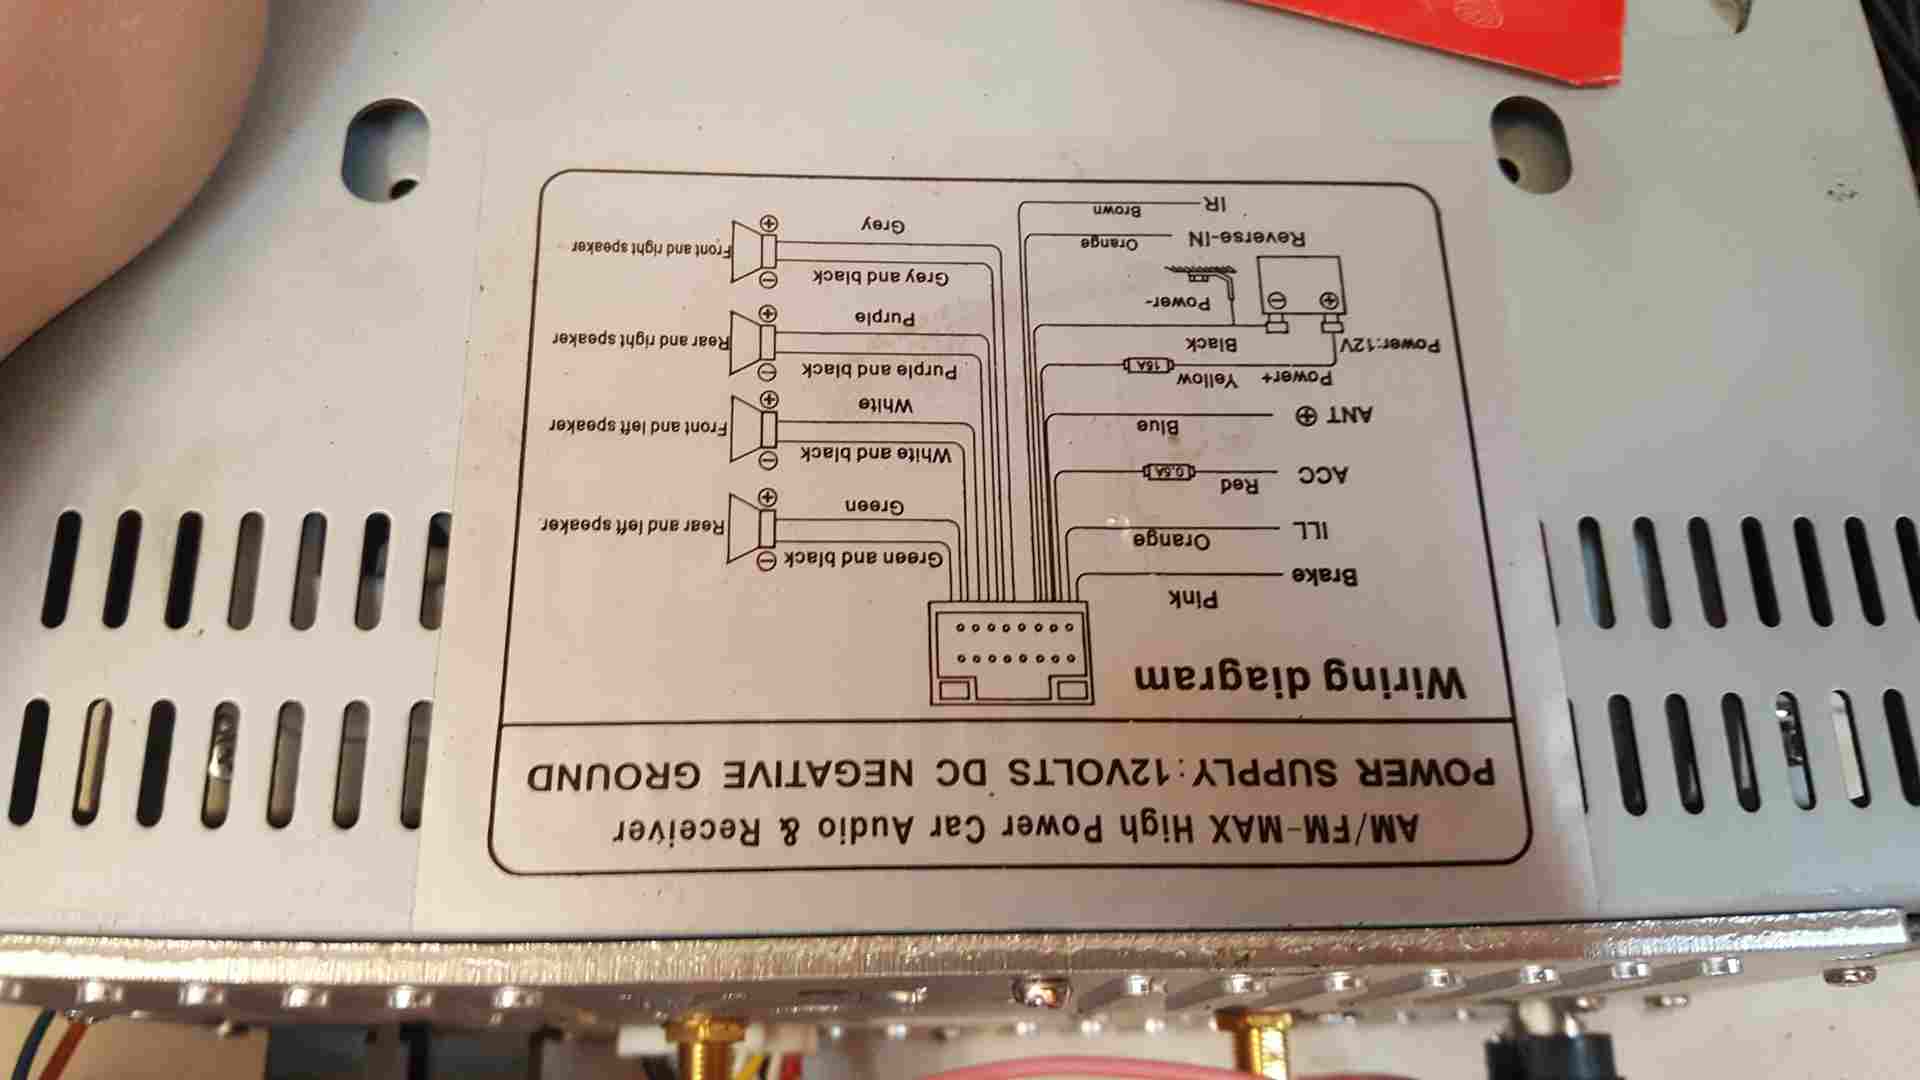 AM/FM-MAX High Power Car Audio & Receiver
POWER SUPPLY:12VOLTS DC NEGATIVE GROUND
Wiring diagram
Pink
Brake
Orange
ILL
Red
0.5A
ACC
Blue
ANT ⊕
Power+
Yellow
15A
Power:12V
Black
Power-
⊕
⊖
Reverse-IN
Orange
IR
Brown
Green and black
⊖
Rear and left speaker
Green
⊕
White and black
⊖
Front and left speaker
White
⊕
Purple and black
⊖
Rear and right speaker
Purple
⊕
Grey and black
⊖
Front and right speaker
Grey
⊕